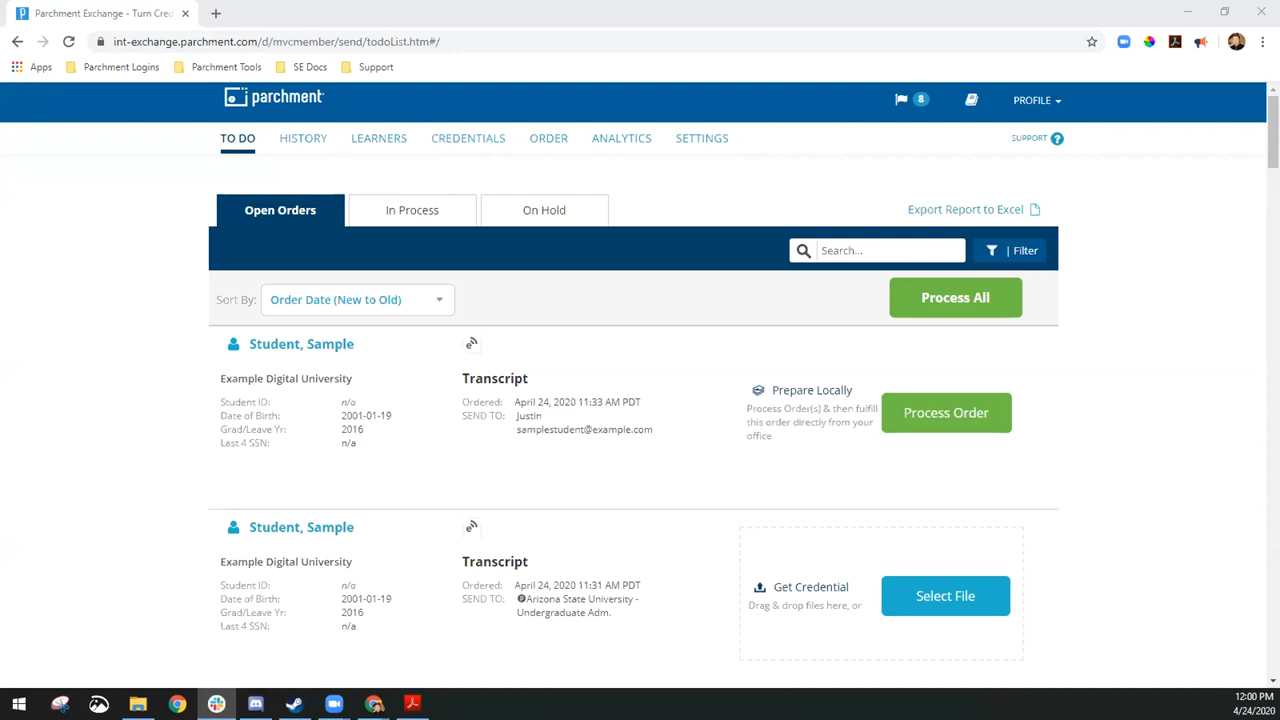 Parchment Exchange - Turn Cre
int-exchange.parchment.com/d/mvcmember/send/todoList.htm#/
Apps Parchment Logins Parchment Tools SE Docs Support
parchment 8 PROFILE
TO DO HISTORY LEARNERS CREDENTIALS ORDER ANALYTICS SETTINGS SUPPORT ?
Open Orders In Process On Hold Export Report to Excel
Search... | Filter
Sort By: Order Date (New to Old) Process All
Student, Sample
Example Digital University Transcript
Student ID: n/a Ordered: April 24, 2020 11:33 AM PDT
Date of Birth: 2001-01-19 SEND TO: Justin
Grad/Leave Yr: 2016 samplestudent@example.com
Last 4 SSN: n/a
Prepare Locally
Process Order(s) & then fulfill
this order directly from your
office
Process Order
Student, Sample
Example Digital University Transcript
Student ID: n/a Ordered: April 24, 2020 11:31 AM PDT
Date of Birth: 2001-01-19 SEND TO: Arizona State University -
Grad/Leave Yr: 2016 Undergraduate Adm.
Last 4 SSN: n/a
Get Credential
Drag & drop files here, or
Select File
12:00 PM
4/24/2020